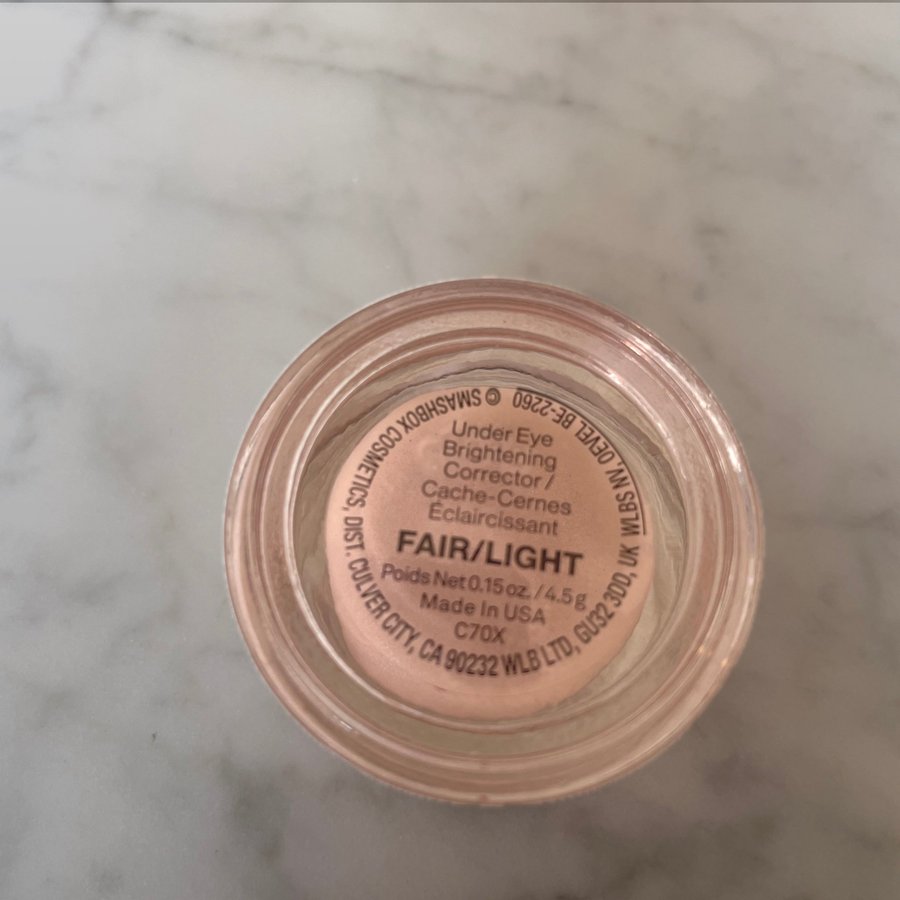 Under Eye
Brightening
Corrector /
Cache-Cernes
Éclaircissant
FAIR/LIGHT
Poids Net 0.15 oz. / 4.5 g
Made In USA
C70X
© SMASHBOX COSMETICS, DIST. CULVER CITY, CA 90232 WLB LTD, GU32 3DD, UK WLBS NV, OEVEL BE-2260